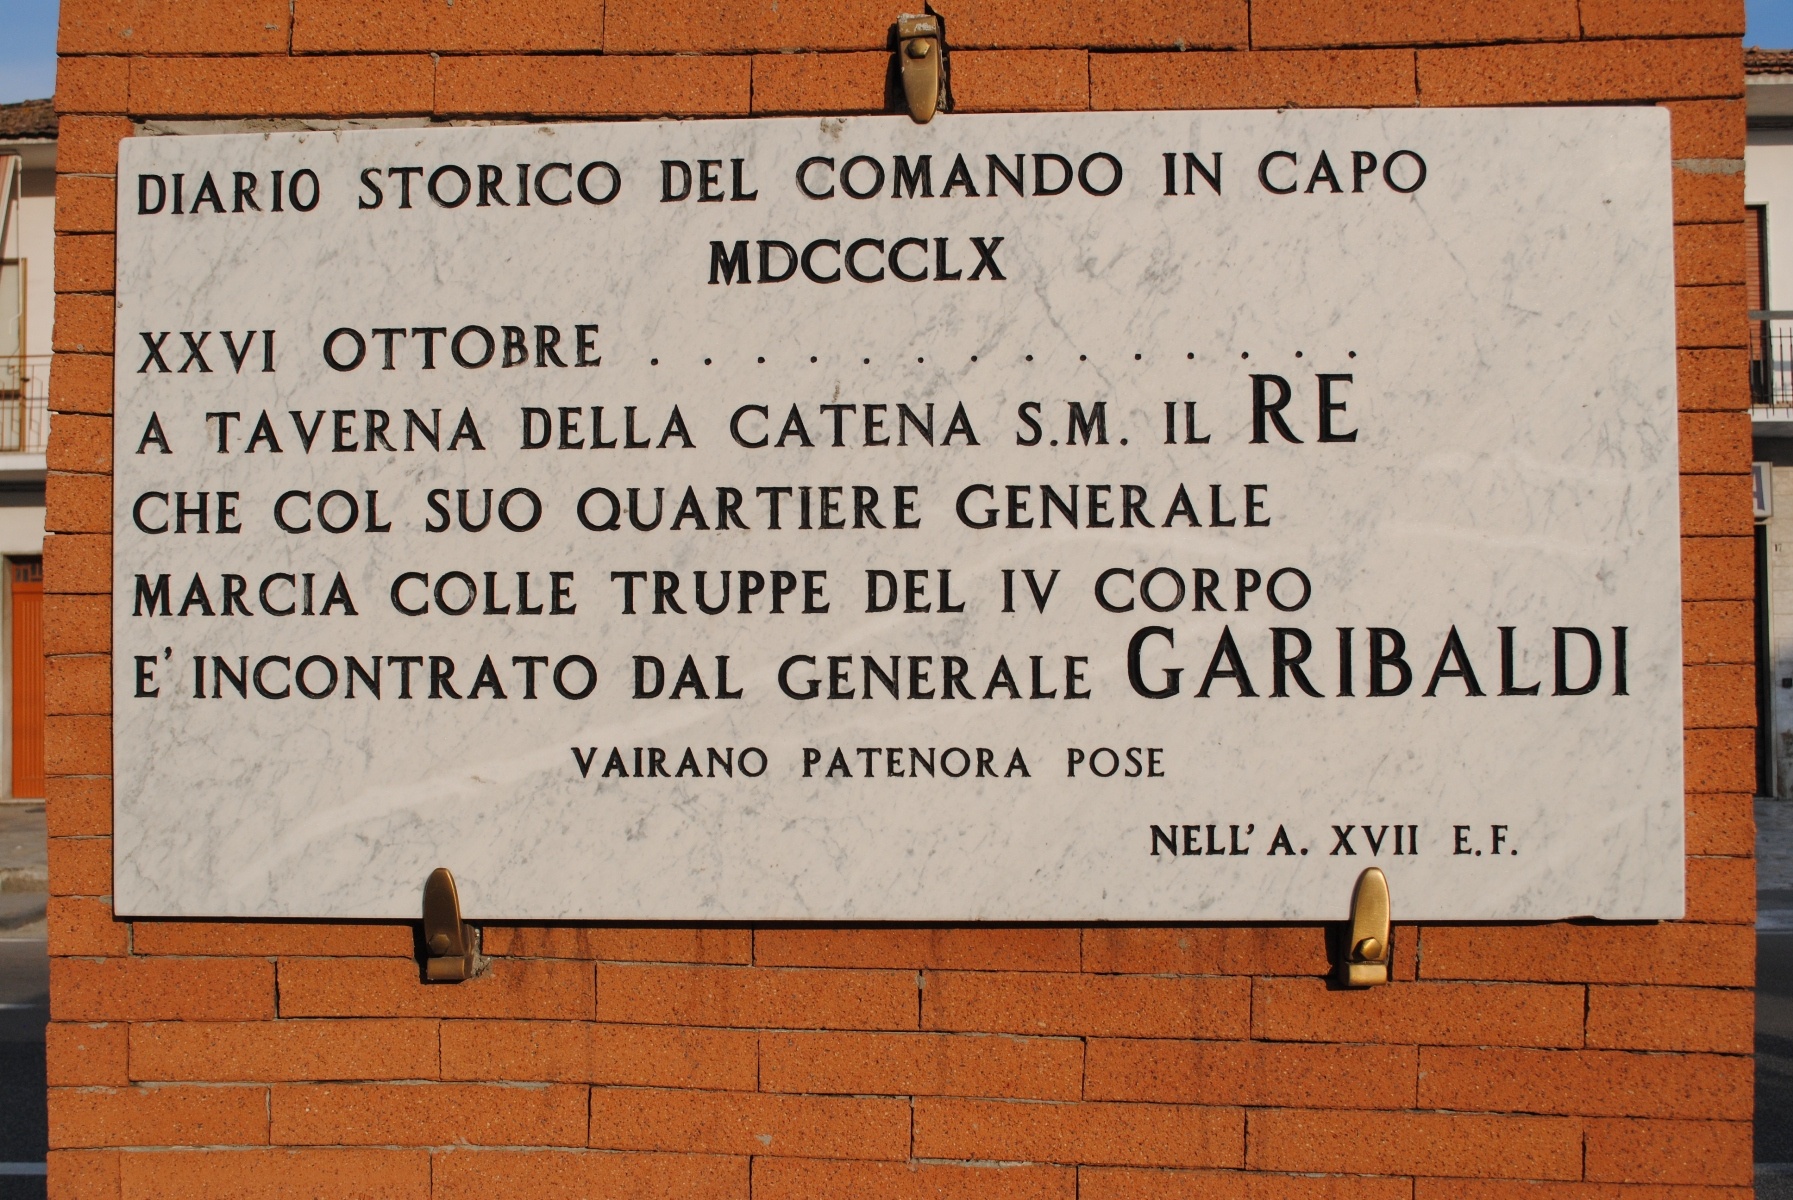 DIARIO STORICO DEL COMANDO IN CAPO
MDCCCLX
XXVI OTTOBRE . . . . . . . . . . . . . .
A TAVERNA DELLA CATENA S.M. IL RE
CHE COL SUO QUARTIERE GENERALE
MARCIA COLLE TRUPPE DEL IV CORPO
E' INCONTRATO DAL GENERALE GARIBALDI
VAIRANO PATENORA POSE
NELL' A. XVII E.F.